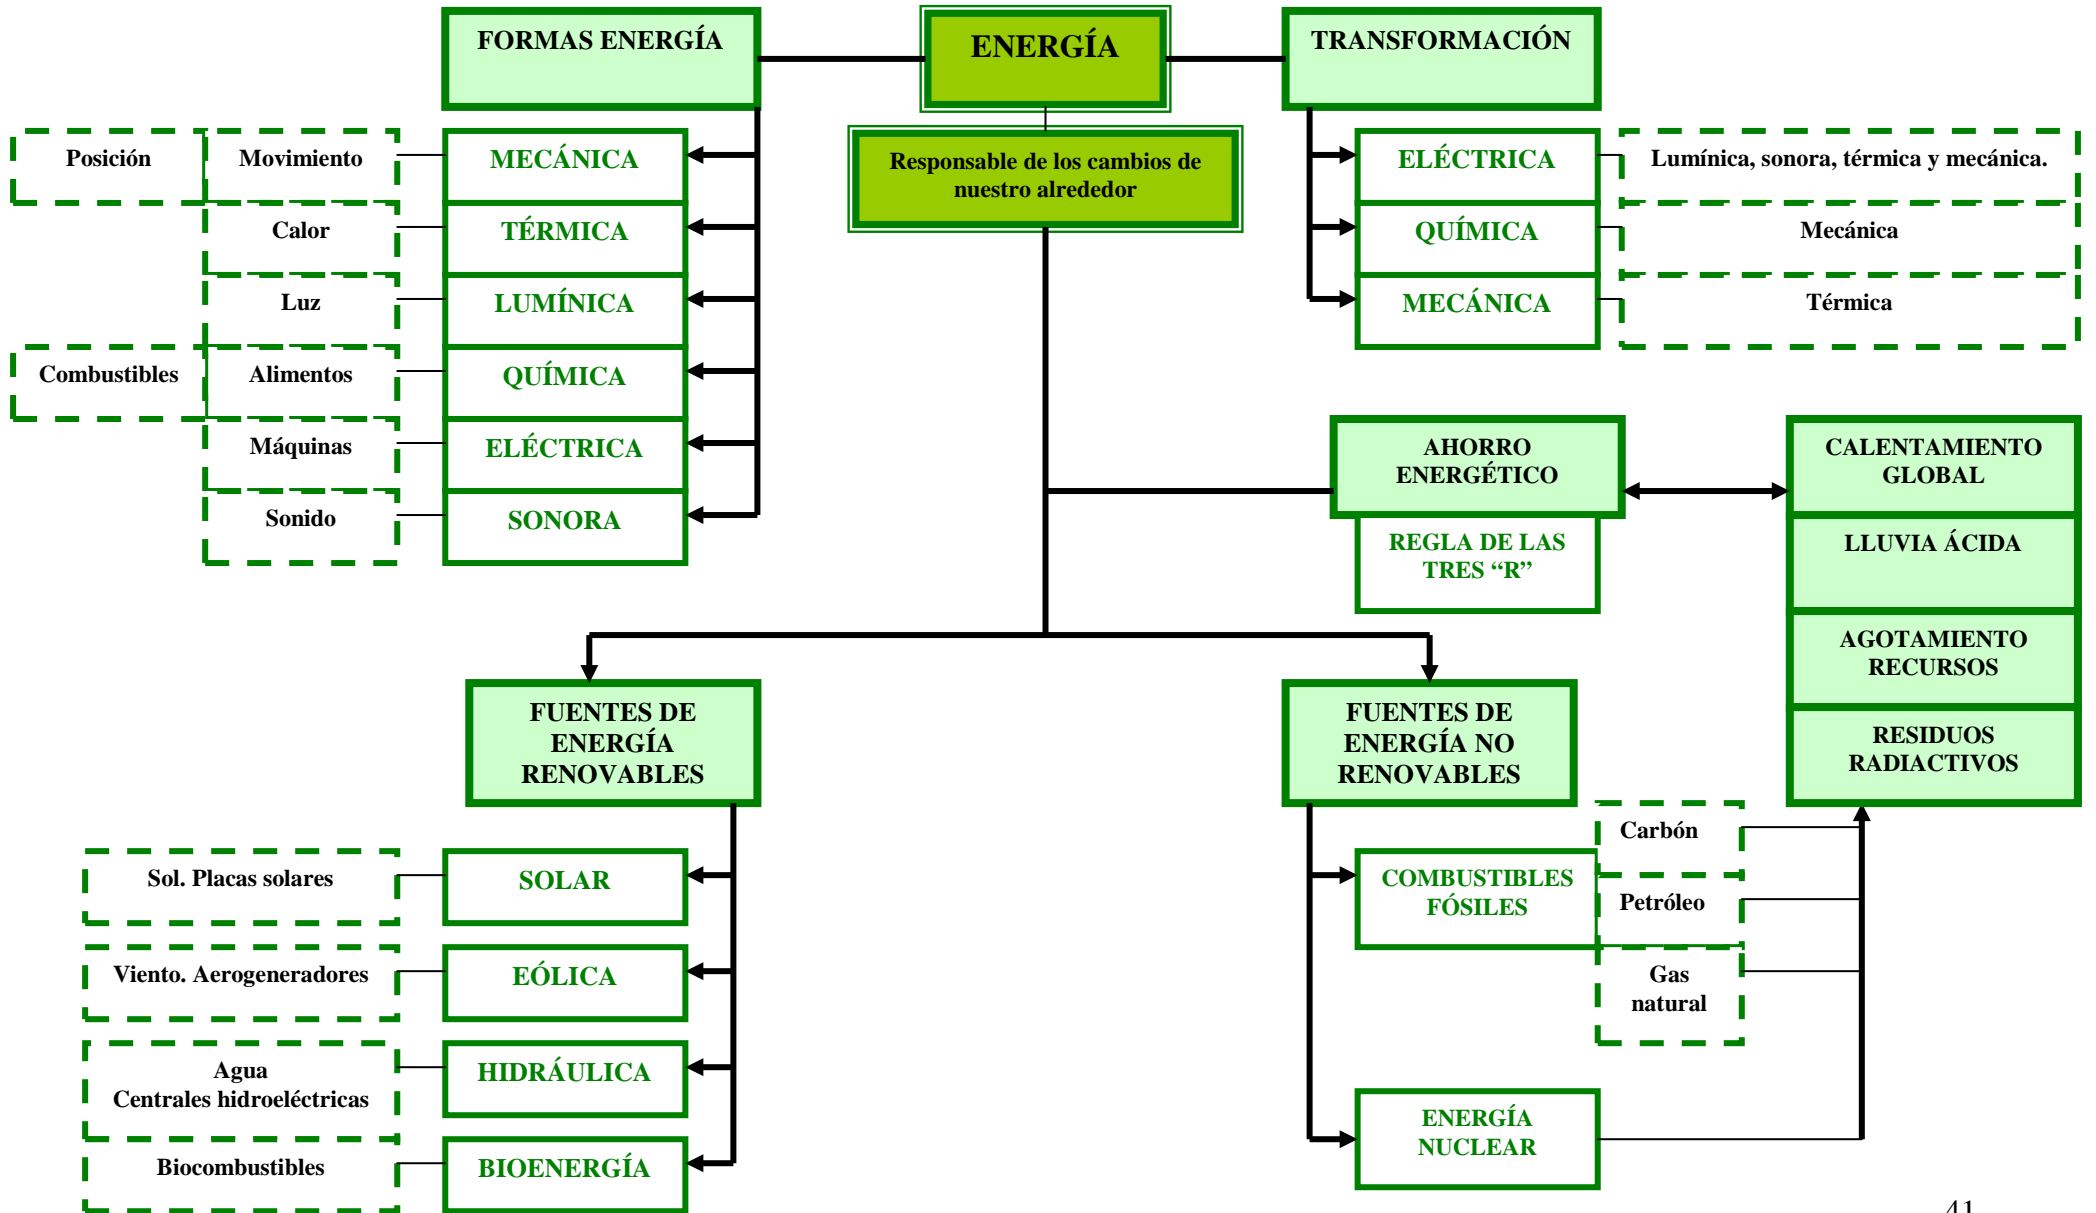 FORMAS ENERGÍA
ENERGÍA
TRANSFORMACIÓN
Responsable de los cambios de
nuestro alrededor
Posición
Movimiento
MECÁNICA
Calor
TÉRMICA
Luz
LUMÍNICA
Combustibles
Alimentos
QUÍMICA
Máquinas
ELÉCTRICA
Sonido
SONORA
ELÉCTRICA
Lumínica, sonora, térmica y mecánica.
QUÍMICA
Mecánica
MECÁNICA
Térmica
AHORRO
ENERGÉTICO
REGLA DE LAS
TRES “R”
CALENTAMIENTO
GLOBAL
LLUVIA ÁCIDA
AGOTAMIENTO
RECURSOS
RESIDUOS
RADIACTIVOS
FUENTES DE
ENERGÍA
RENOVABLES
Sol. Placas solares
SOLAR
Viento. Aerogeneradores
EÓLICA
Agua
Centrales hidroeléctricas
HIDRÁULICA
Biocombustibles
BIOENERGÍA
FUENTES DE
ENERGÍA NO
RENOVABLES
COMBUSTIBLES
FÓSILES
Carbón
Petróleo
Gas
natural
ENERGÍA
NUCLEAR
41